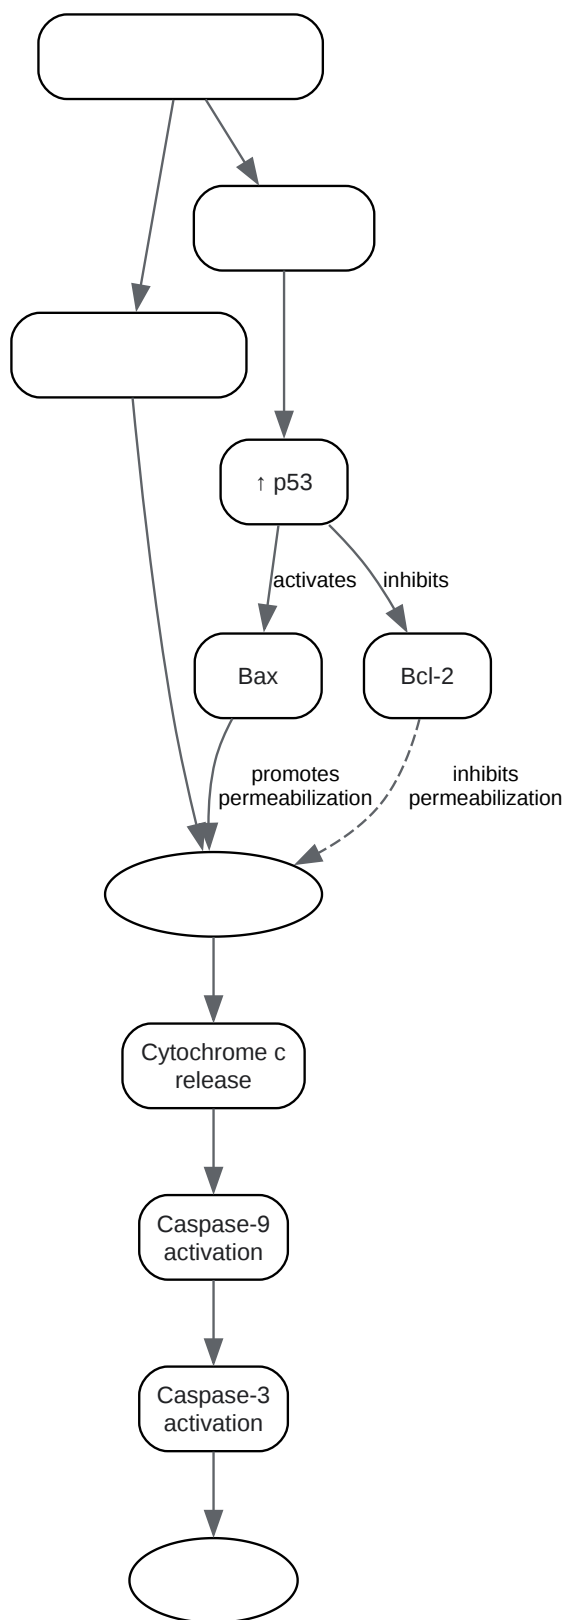 ↑ p53
activates
inhibits
Bax
Bcl-2
promotes
permeabilization
inhibits
permeabilization
Cytochrome c
release
Caspase-9
activation
Caspase-3
activation